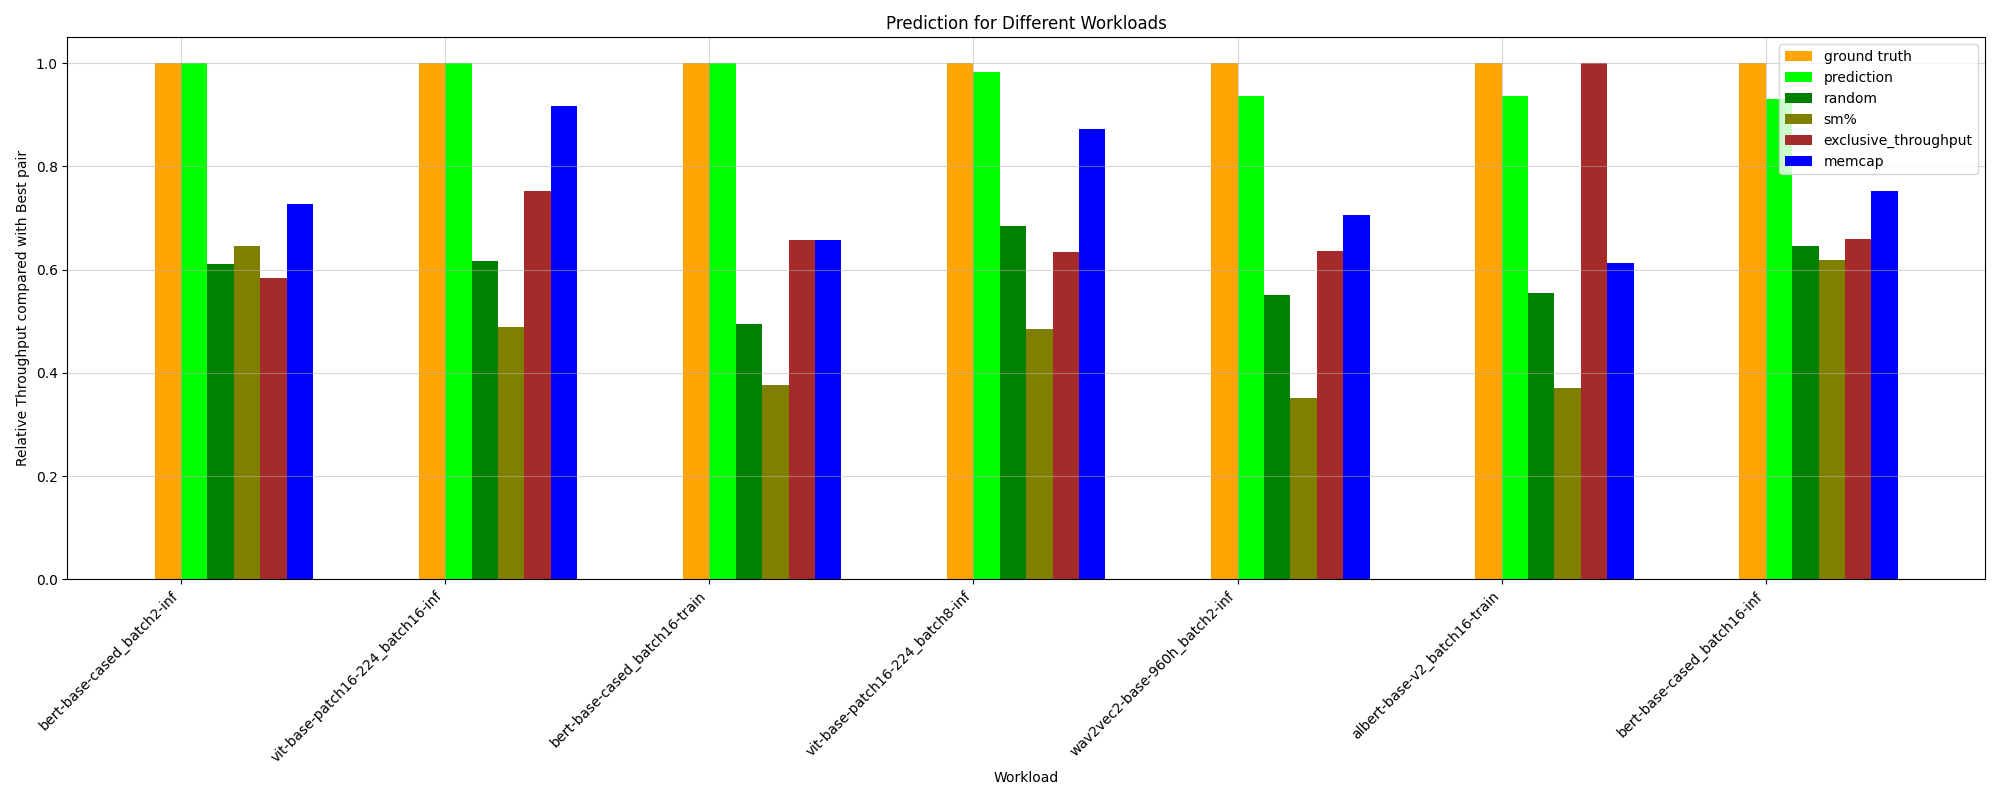 Prediction for Different Workloads
Relative Throughput compared with Best pair
1.0
0.8
0.6
0.4
0.2
0.0
ground truth
prediction
random
sm%
exclusive_throughput
memcap
bert-base-cased_batch2-inf
vit-base-patch16-224_batch16-inf
bert-base-cased_batch16-train
vit-base-patch16-224_batch8-inf
wav2vec2-base-960h_batch2-inf
albert-base-v2_batch16-train
bert-base-cased_batch16-inf
Workload